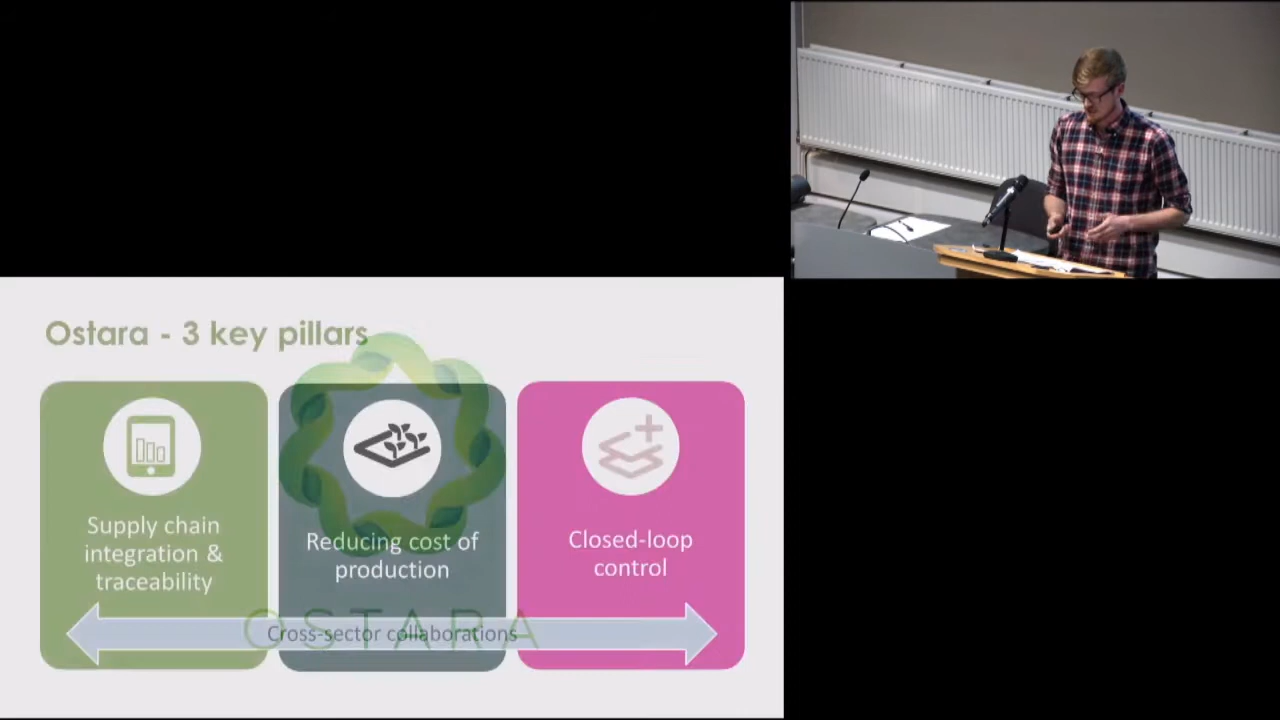 Ostara - 3 key pillars
Supply chain
integration &
traceability
Reducing cost of
production
Closed-loop
control
Cross-sector collaborations
OSTARA